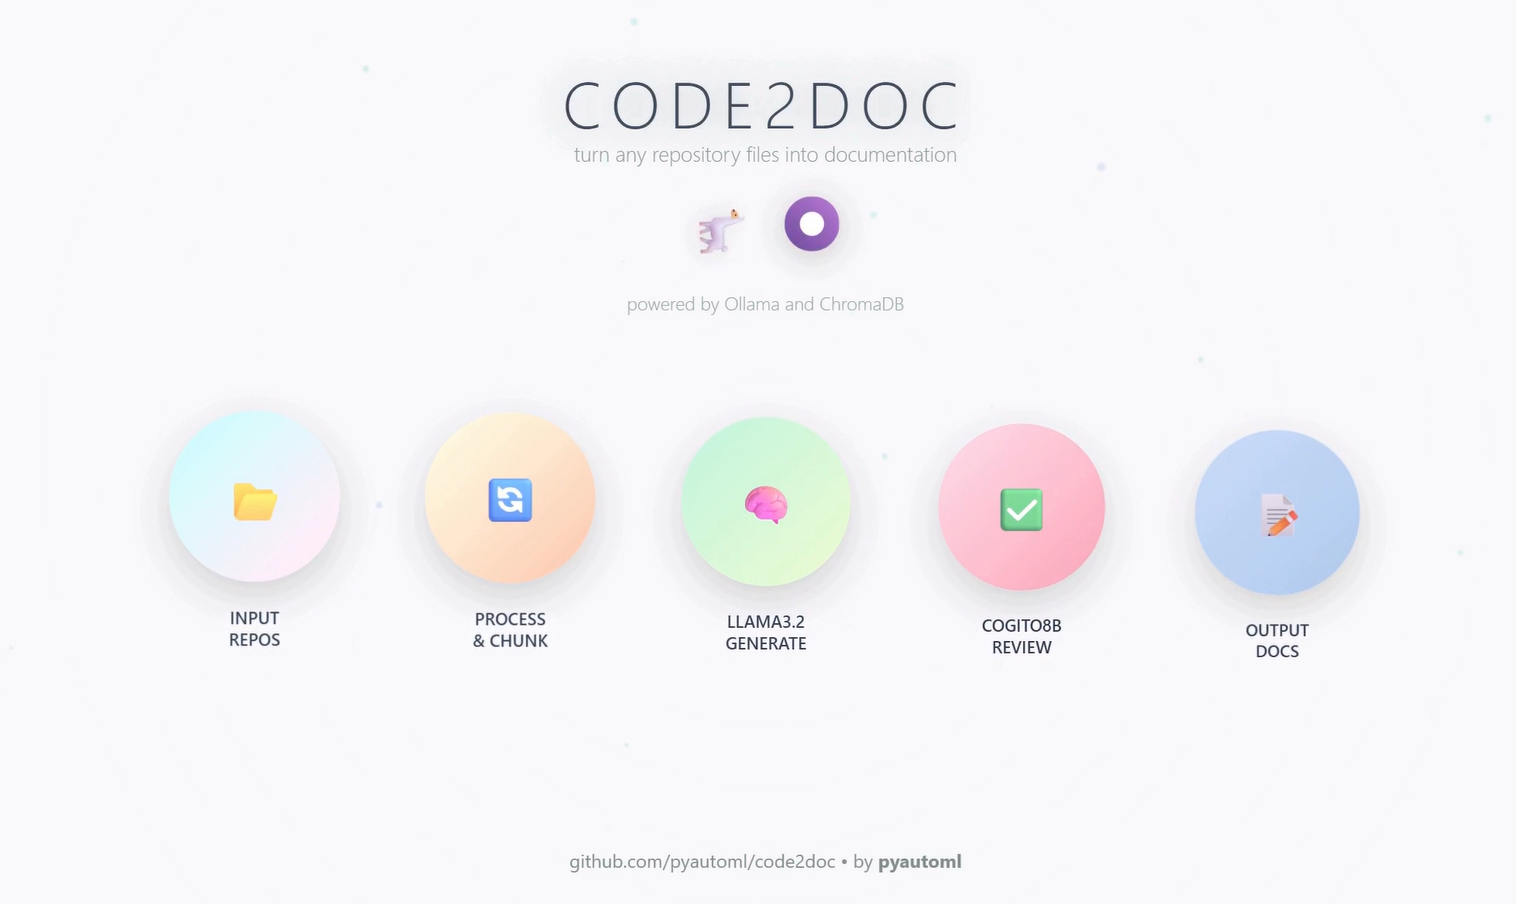 CODE2DOC
turn any repository files into documentation
powered by Ollama and ChromaDB
INPUT
REPOS
PROCESS
& CHUNK
LLAMA3.2
GENERATE
COGITO8B
REVIEW
OUTPUT
DOCS
github.com/pyautoml/code2doc • by pyautoml